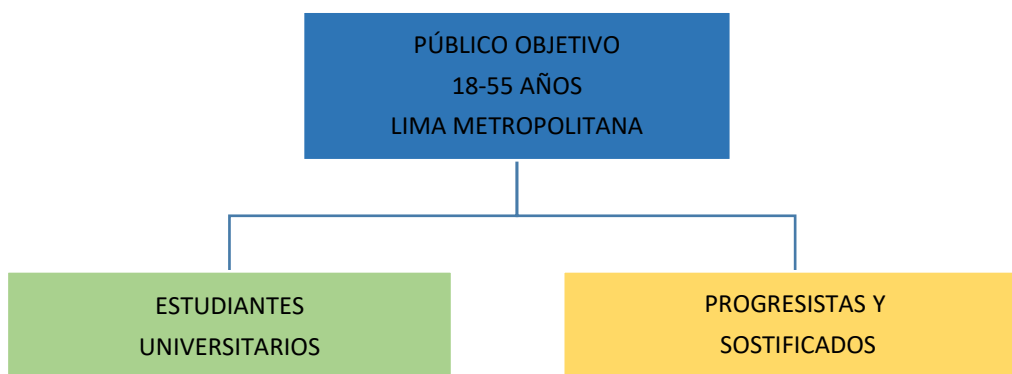 PÚBLICO OBJETIVO
18-55 AÑOS
LIMA METROPOLITANA
ESTUDIANTES
UNIVERSITARIOS
PROGRESISTAS Y
SOSTIFICADOS